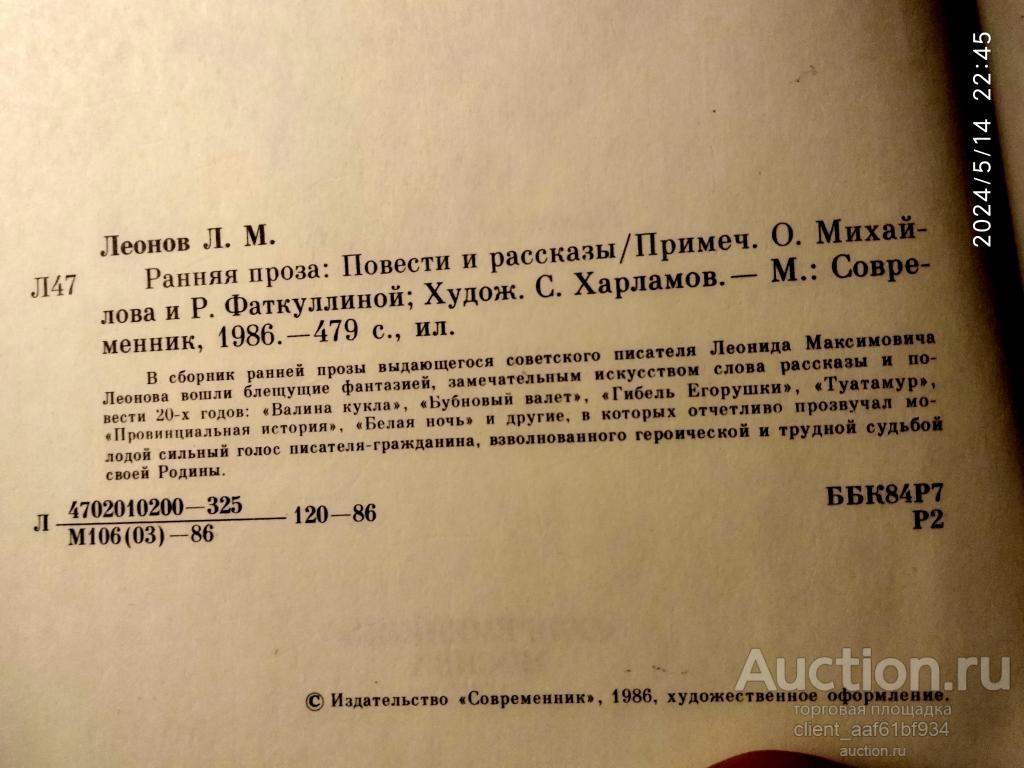 2024/5/14 22:45
Леонов Л. М.
Л47
Ранняя проза: Повести и рассказы/Примеч. О. Михай-
лова и Р. Фаткуллиной; Худож. С. Харламов.— М.: Совре-
менник, 1986.—479 с., ил.
В сборник ранней прозы выдающегося советского писателя Леонида Максимовича
Леонова вошли блещущие фантазией, замечательным искусством слова рассказы и по-
вести 20-х годов: «Валина кукла», «Бубновый валет», «Гибель Егорушки», «Туатамур»,
«Провинциальная история», «Белая ночь» и другие, в которых отчетливо прозвучал мо-
лодой сильный голос писателя-гражданина, взволнованного героической и трудной судьбой
своей Родины.
Л 4702010200—325
М106(03)—86
—120—86
ББК84Р7
Р2
© Издательство «Современник», 1986, художественное оформление.
Auction.ru
торговая площадка
client_aaf61bf934
auction.ru